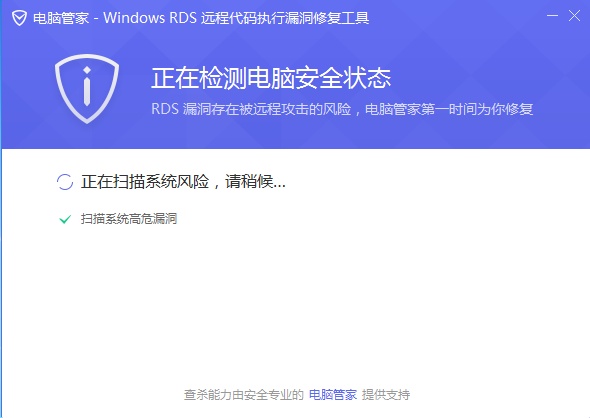 电脑管家 - Windows RDS 远程代码执行漏洞修复工具
正在检测电脑安全状态
RDS 漏洞存在被远程攻击的风险，电脑管家第一时间为你修复
正在扫描系统风险，请稍候...
扫描系统高危漏洞
查杀能力由安全专业的 电脑管家 提供支持